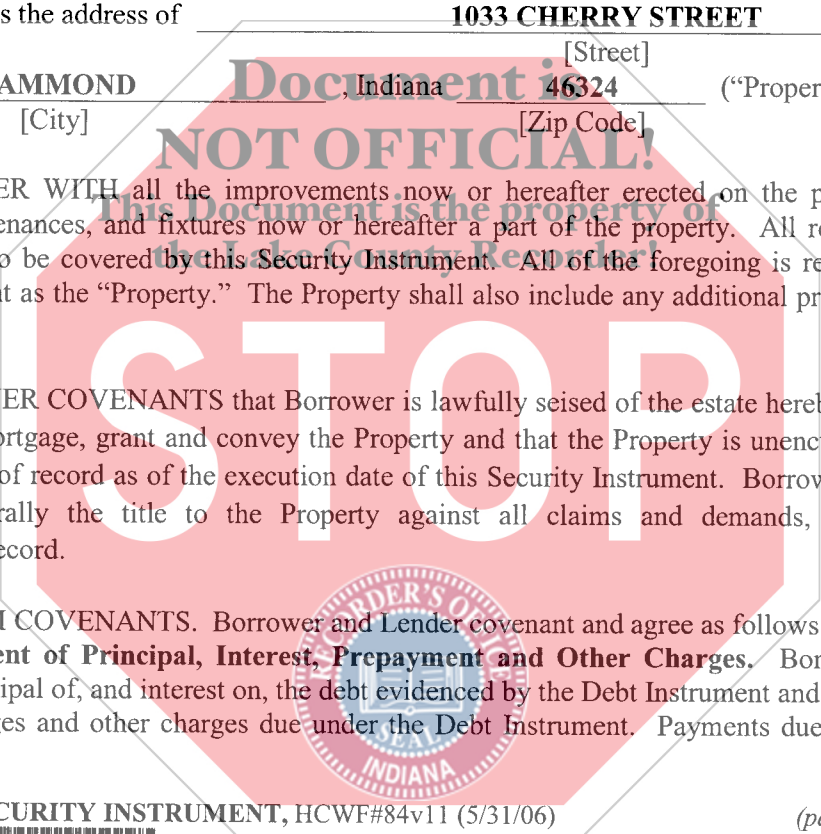 s the address of 1033 CHERRY STREET
[Street]
AMMOND , Indiana 46324 (“Proper
[City] [Zip Code]
Document is
NOT OFFICIAL!
This Document is the property of
the Lake County Recorder!
ER WITH all the improvements now or hereafter erected on the p
enances, and fixtures now or hereafter a part of the property. All re
o be covered by this Security Instrument. All of the foregoing is re
nt as the “Property.” The Property shall also include any additional pr
STOP
ER COVENANTS that Borrower is lawfully seised of the estate hereb
ortgage, grant and convey the Property and that the Property is unenc
of record as of the execution date of this Security Instrument. Borrow
rally the title to the Property against all claims and demands,
ecord.
M COVENANTS. Borrower and Lender covenant and agree as follows
ent of Principal, Interest, Prepayment and Other Charges. Bor
ipal of, and interest on, the debt evidenced by the Debt Instrument and
ges and other charges due under the Debt Instrument. Payments due
RECORDER'S OFFICE
SEAL
INDIANA
CURITY INSTRUMENT, HCWF#84v11 (5/31/06) (pa